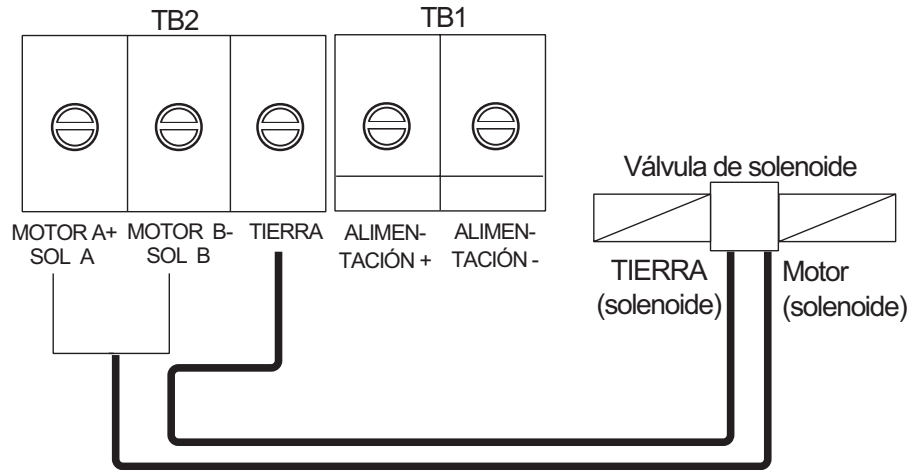 TB2
TB1
MOTOR A+
SOL A
MOTOR B-
SOL B
TIERRA
ALIMEN-
TACIÓN +
ALIMEN-
TACIÓN -
Válvula de solenoide
TIERRA
(solenoide)
Motor
(solenoide)